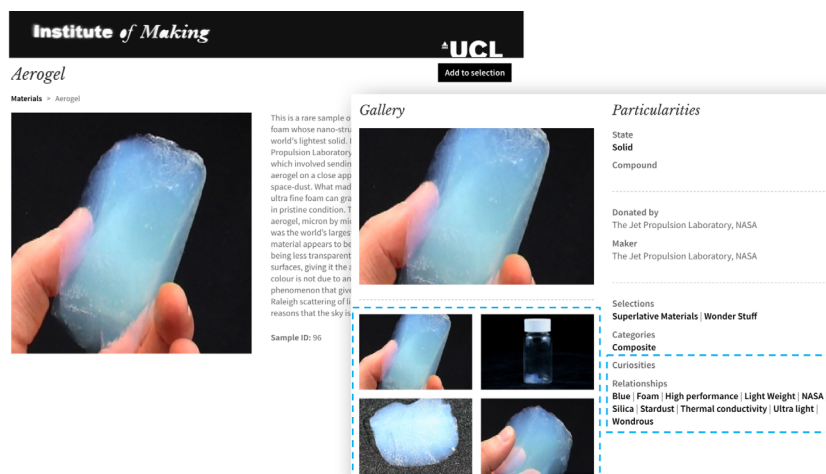 Institute of Making
UCL
Aerogel
Add to selection
Materials > Aerogel
This is a rare sample o
foam whose nano-stru
world's lightest solid. I
Propulsion Laboratory
which involved sendin
aerogel on a close app
space-dust. What mad
ultra fine foam can gra
in pristine condition. T
aerogel, micron by mi
was the world's larges
material appears to be
being less transparent
surfaces, giving it the a
colour is not due to an
phenomenon that give
Raleigh scattering of li
reasons that the sky is
Sample ID: 96
Gallery
Particularities
State
Solid
Compound
Donated by
The Jet Propulsion Laboratory, NASA
Maker
The Jet Propulsion Laboratory, NASA
Selections
Superlative Materials | Wonder Stuff
Categories
Composite
Curiosities
Relationships
Blue | Foam | High performance | Light Weight | NASA
Silica | Stardust | Thermal conductivity | Ultra light |
Wondrous